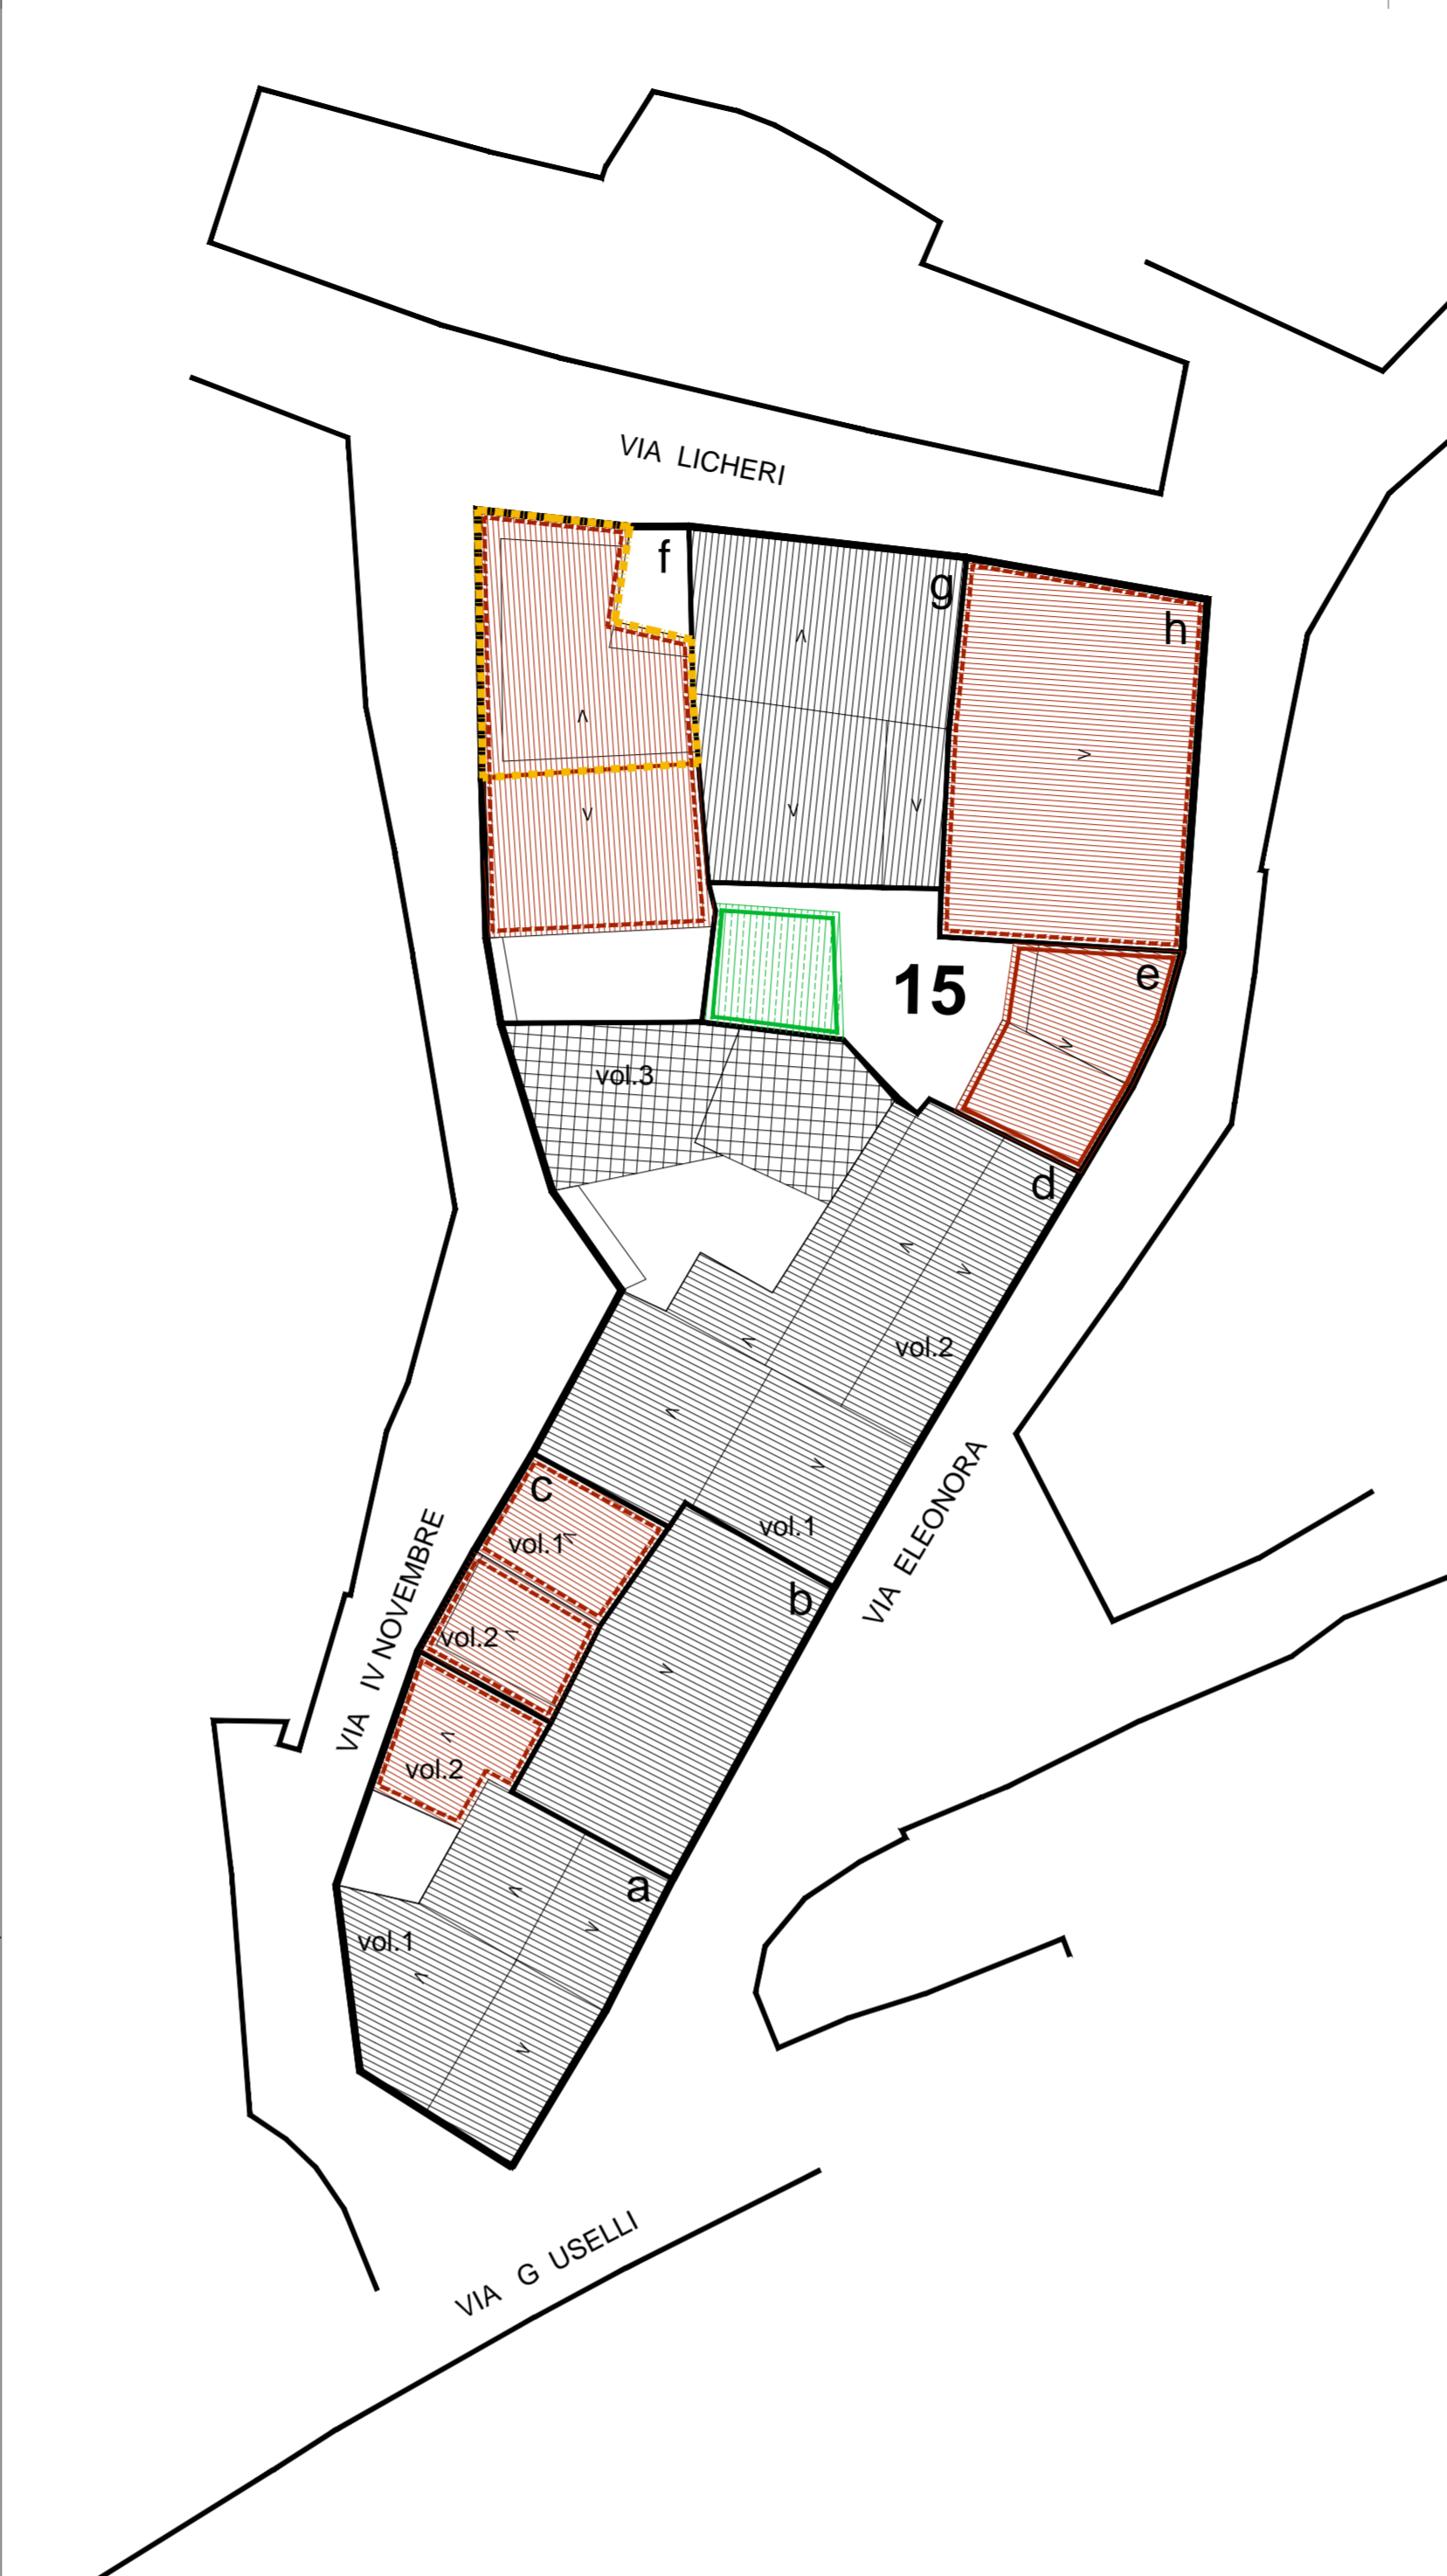 VIA LICHERI
f
g
h
15
e
vol.3
d
vol.2
c
vol.1
vol.1
b
VIA ELEONORA
VIA IV NOVEMBRE
vol.2
vol.2
a
vol.1
VIA G USELLI